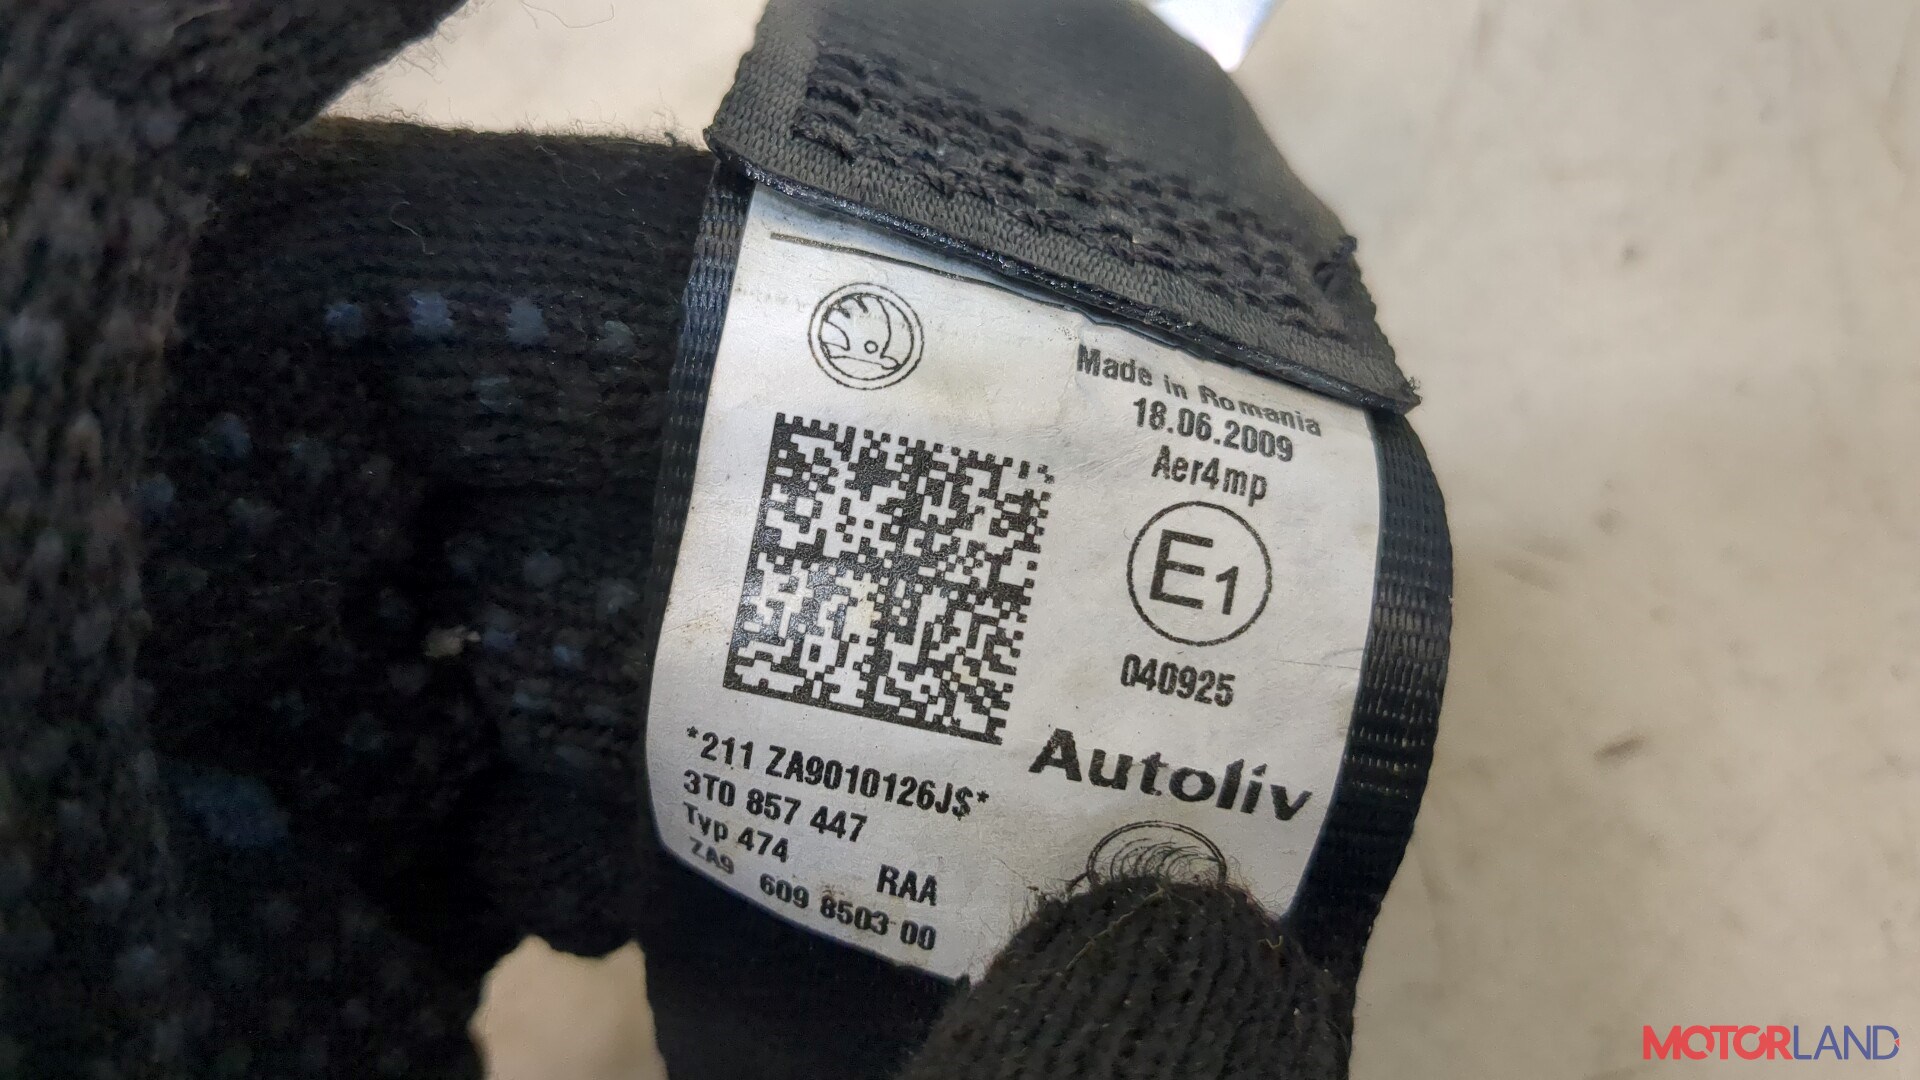 Made in Romania
18.06.2009
Aer4mp
E1
040925
Autoliv
*211 ZA9010126J$*
3T0 857 447
Typ 474
RAA
ZA9 609 8503 00
MOTORLAND